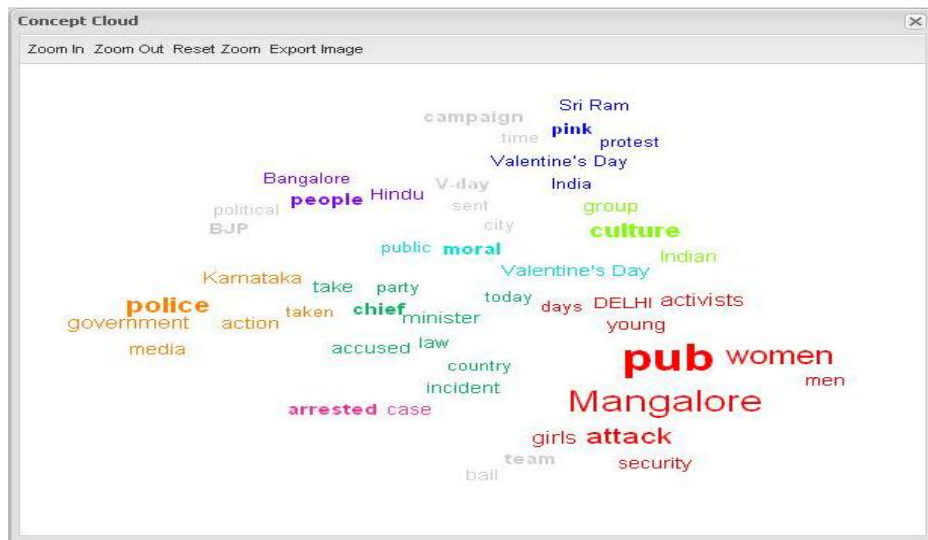 Concept Cloud
Zoom In Zoom Out Reset Zoom Export Image
Sri Ram
campaign
pink
time
protest
Valentine's Day
Bangalore
V-day
India
people Hindu
political
sent
group
BJP
city
culture
public moral
Indian
Valentine's Day
Karnataka
take party
today
days DELHI activists
police
taken chief minister
government action
young
media
accused law
pub women
country
men
incident
Mangalore
arrested case
girls attack
team
security
ball